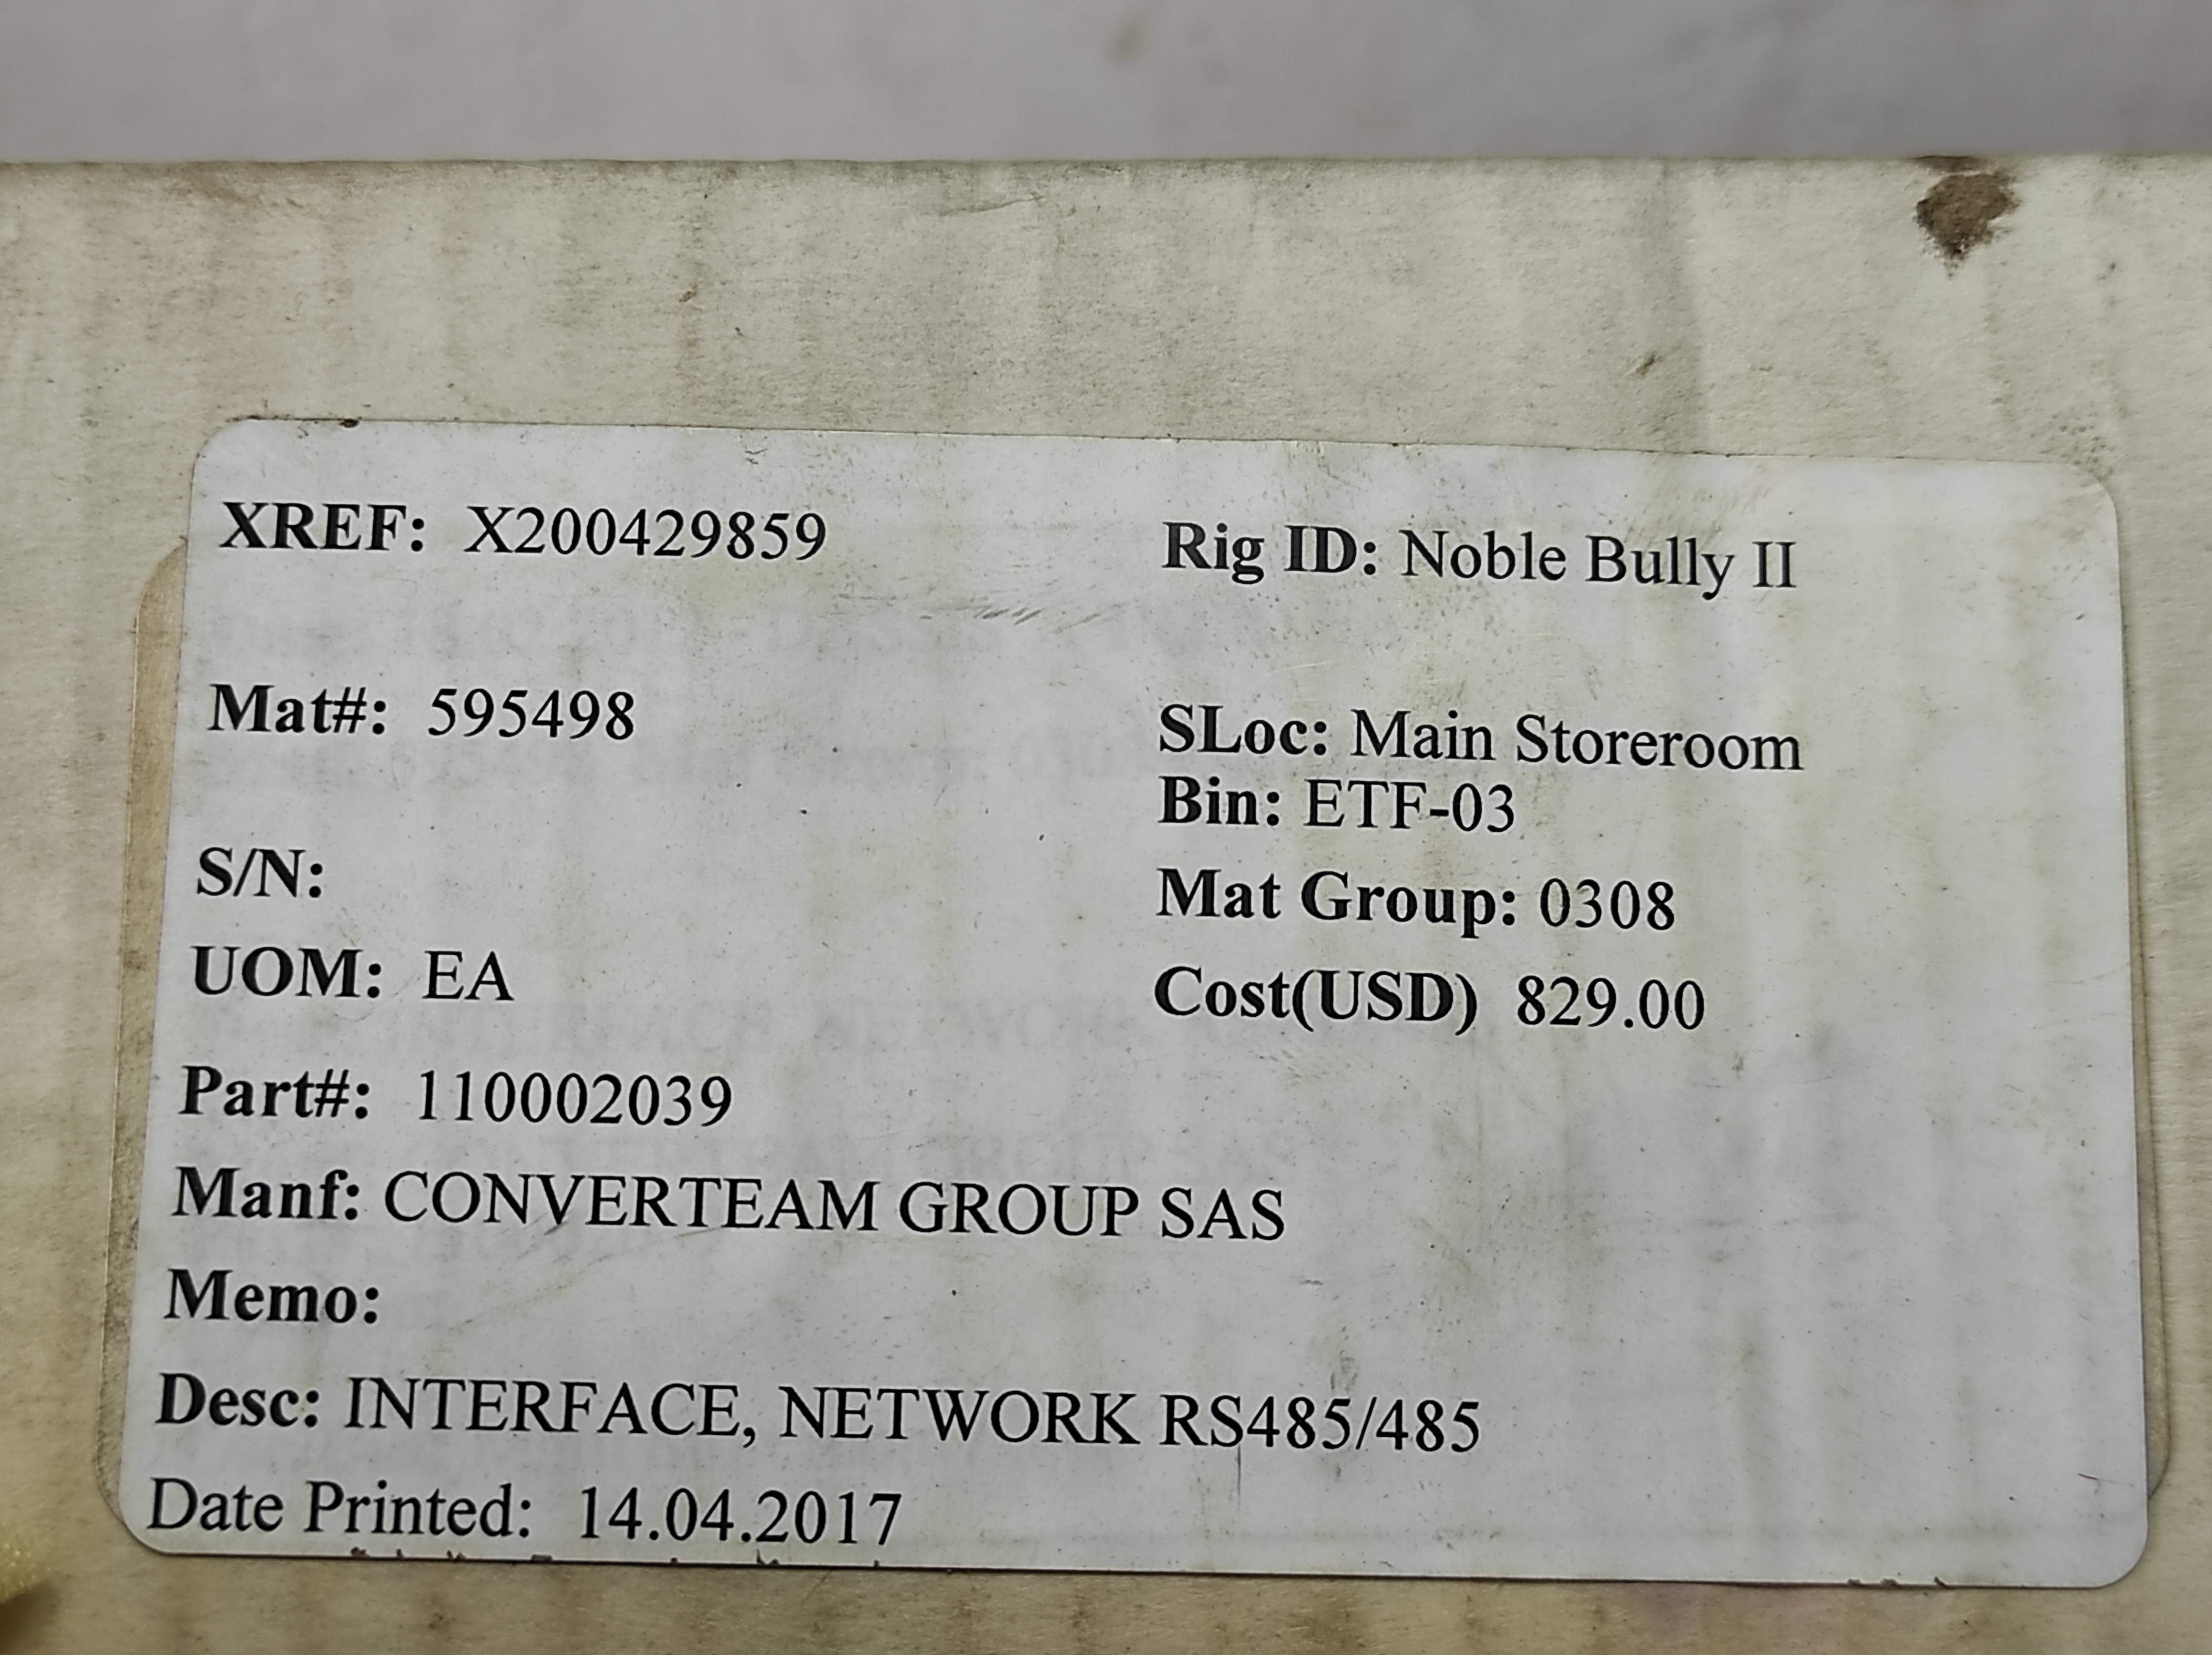 XREF: X200429859 Rig ID: Noble Bully II
Mat#: 595498 SLoc: Main Storeroom
Bin: ETF-03
S/N: Mat Group: 0308
UOM: EA Cost(USD) 829.00
Part#: 110002039
Manf: CONVERTEAM GROUP SAS
Memo:
Desc: INTERFACE, NETWORK RS485/485
Date Printed: 14.04.2017